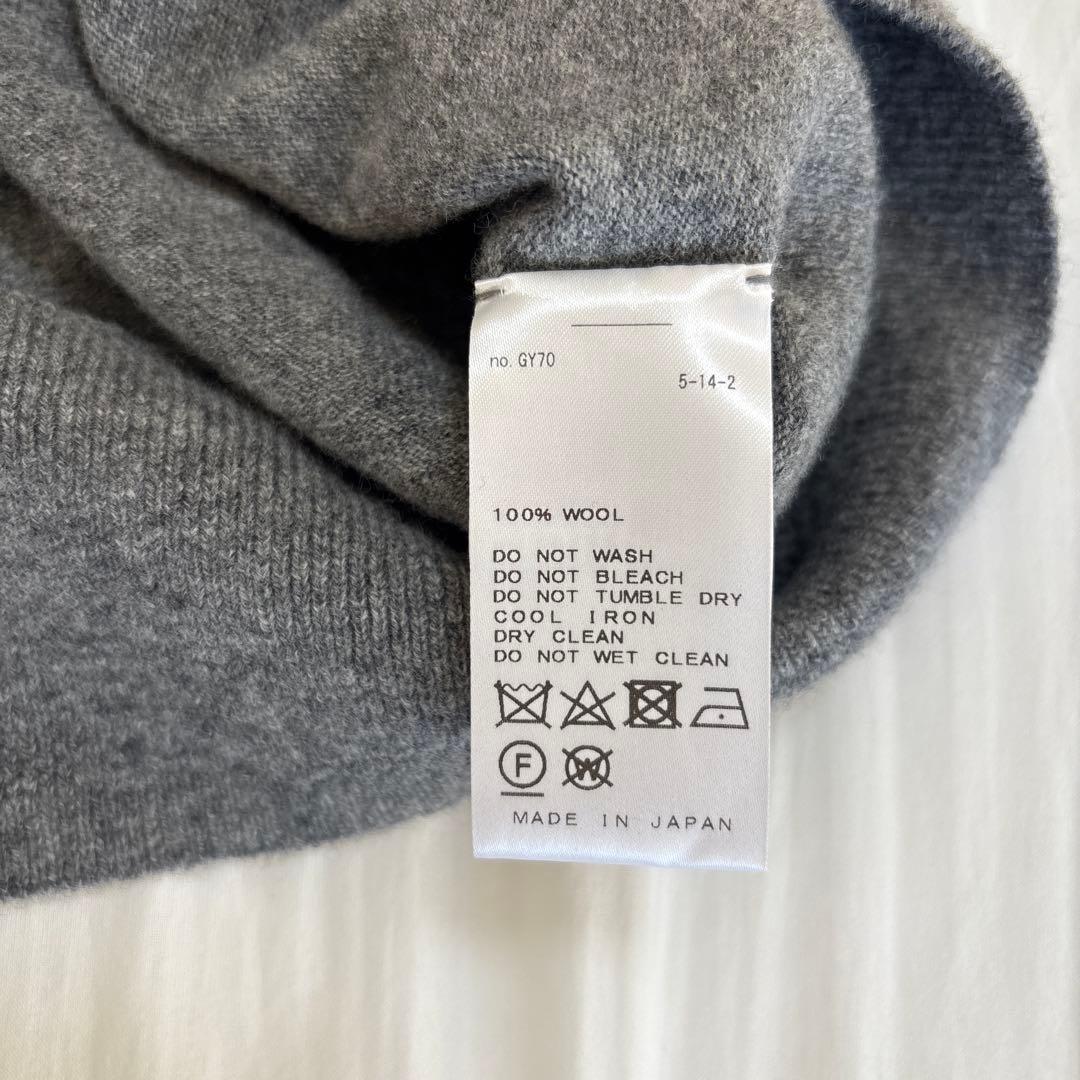 no. GY70
5-14-2
100% WOOL
DO NOT WASH
DO NOT BLEACH
DO NOT TUMBLE DRY
COOL IRON
DRY CLEAN
DO NOT WET CLEAN
F W
MADE IN JAPAN